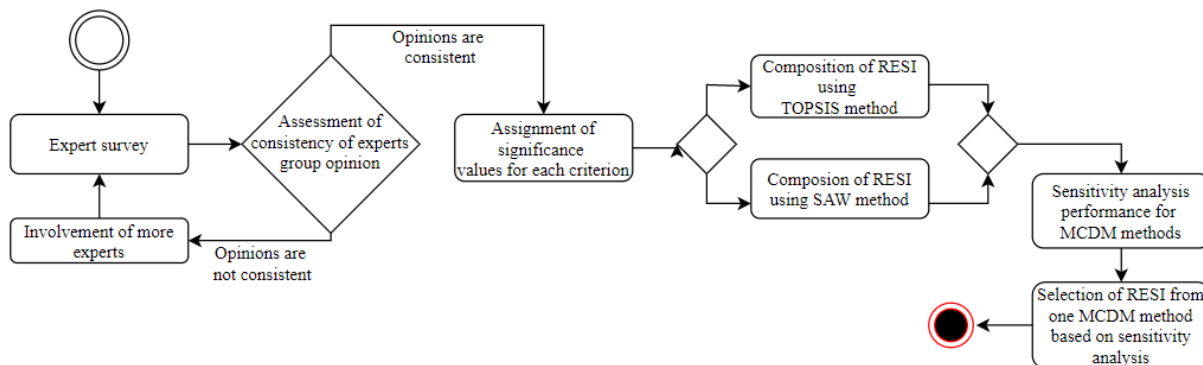 Expert survey
Involvement of more
experts
Assessment of
consistency of experts
group opinion
Opinions are
consistent
Opinions are
not consistent
Assignment of
significance
values for each criterion
Composition of RESI
using
TOPSIS method
Composion of RESI
using SAW method
Sensitivity analysis
performance for
MCDM methods
Selection of RESI from
one MCDM method
based on sensitivity
analysis